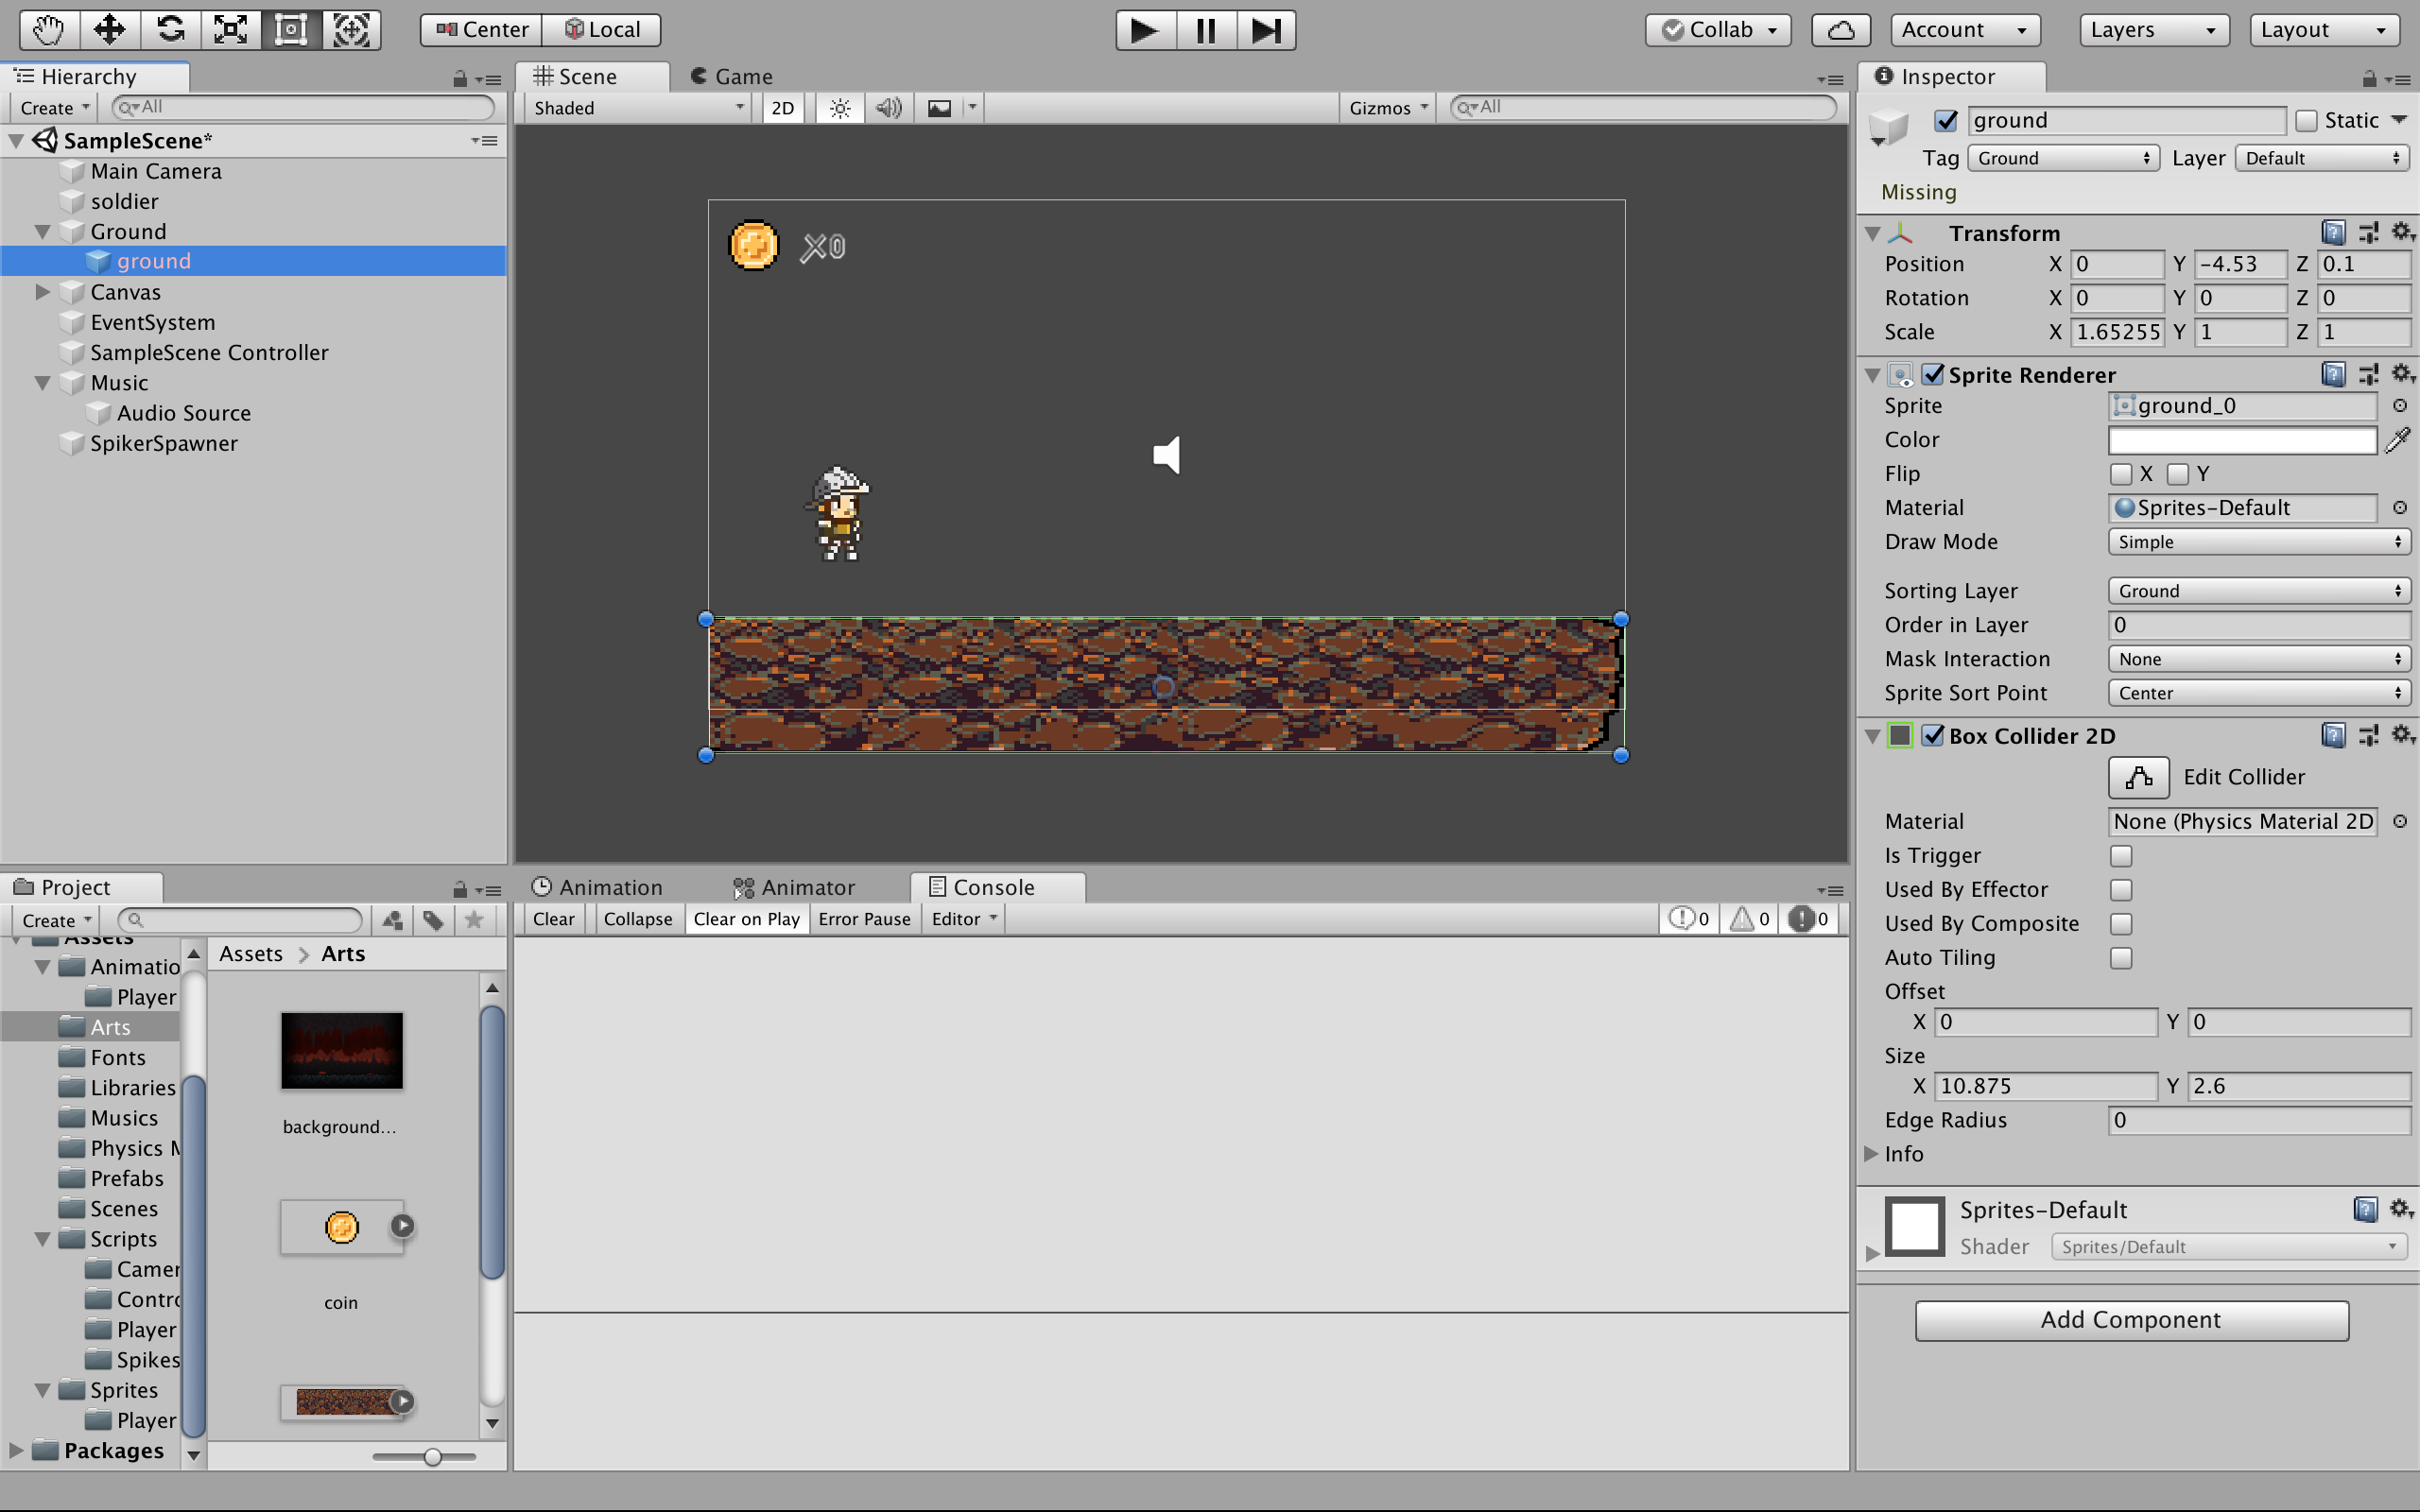 Center Local Collab Account Layers Layout
Hierarchy
Create All
SampleScene*
Main Camera
soldier
Ground
ground
Canvas
EventSystem
SampleScene Controller
Music
Audio Source
SpikerSpawner
Scene Game
Shaded 2D Gizmos All
X0
Inspector
ground Static
Tag Ground Layer Default
Missing
Transform
Position X 0 Y -4.53 Z 0.1
Rotation X 0 Y 0 Z 0
Scale X 1.65255 Y 1 Z 1
Sprite Renderer
Sprite ground_0
Color
Flip X Y
Material Sprites-Default
Draw Mode Simple
Sorting Layer Ground
Order in Layer 0
Mask Interaction None
Sprite Sort Point Center
Box Collider 2D
Edit Collider
Material None (Physics Material 2D
Is Trigger
Used By Effector
Used By Composite
Auto Tiling
Offset
X 0 Y 0
Size
X 10.875 Y 2.6
Edge Radius 0
Info
Sprites-Default
Shader Sprites/Default
Add Component
Project
Create
Assets
Animatio
Player
Arts
Fonts
Libraries
Musics
Physics M
Prefabs
Scenes
Scripts
Camer
Contro
Player
Spikes
Sprites
Player
Packages
Assets > Arts
background...
coin
Animation Animator Console
Clear Collapse Clear on Play Error Pause Editor 0 0 0